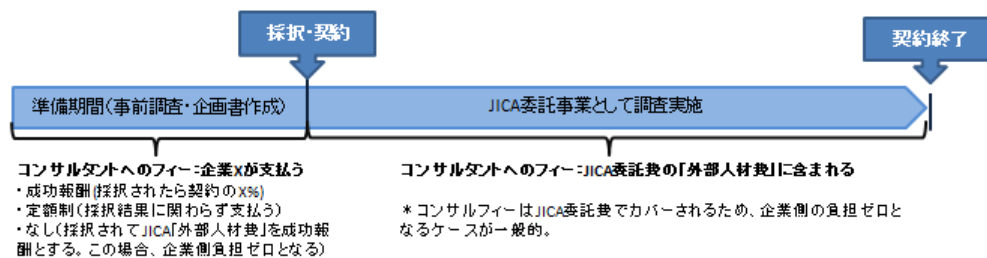 採択・契約
契約終了
準備期間(事前調査・企画書作成)
JICA委託事業として調査実施
コンサルタントへのフィー:企業Xが支払う
・成功報酬(採択されたら契約のX%)
・定額制(採択結果に関わらず支払う)
・なし(採択されてJICA「外部人材費」を成功報
酬とする。この場合、企業側負担ゼロとなる)
コンサルタントへのフィー:JICA委託費の「外部人材費」に含まれる
*コンサルフィーはJICA委託費でカバーされるため、企業側の負担ゼロと
なるケースが一般的。